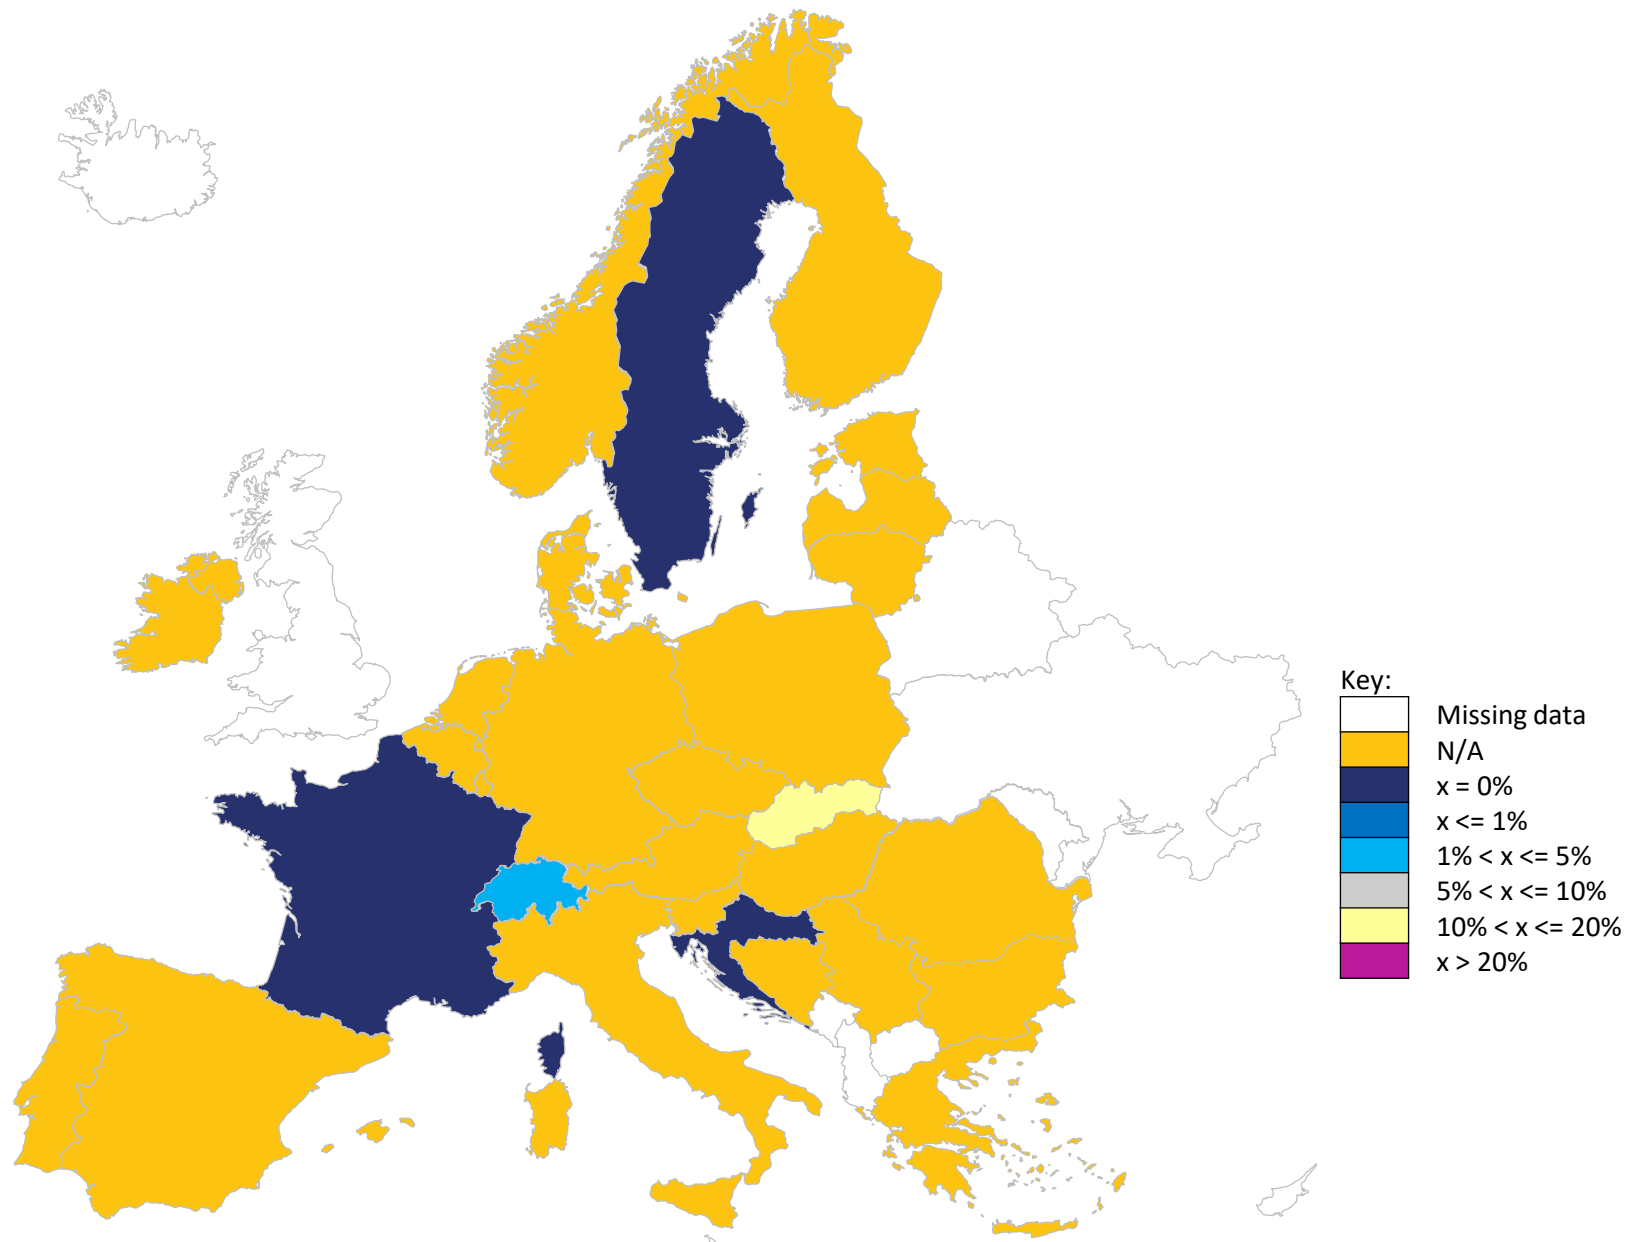 Key:
Missing data
N/A
x = 0%
x <= 1%
1% < x <= 5%
5% < x <= 10%
10% < x <= 20%
x > 20%